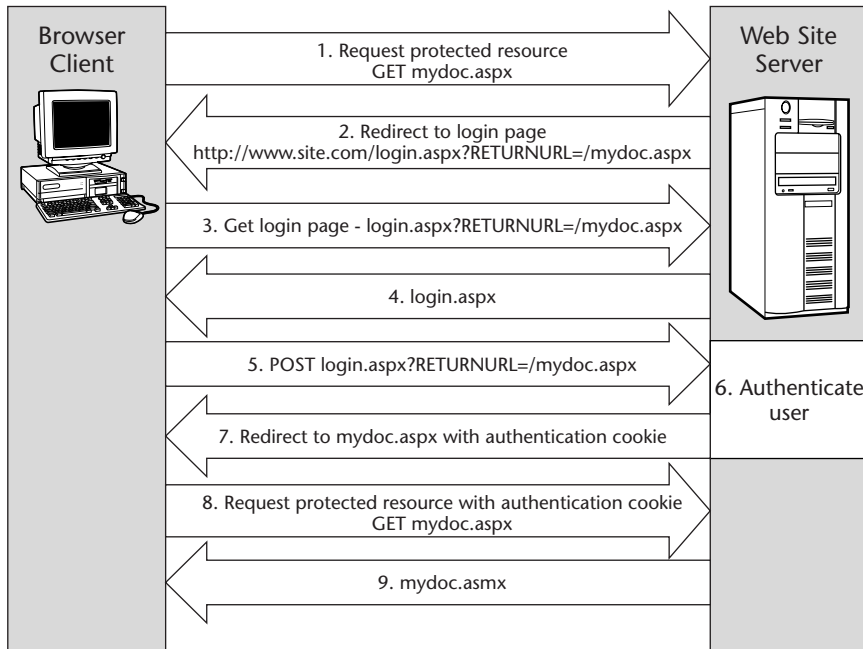 Browser
Client
Web Site
Server
1. Request protected resource
GET mydoc.aspx
2. Redirect to login page
http://www.site.com/login.aspx?RETURNURL=/mydoc.aspx
3. Get login page - login.aspx?RETURNURL=/mydoc.aspx
4. login.aspx
5. POST login.aspx?RETURNURL=/mydoc.aspx
6. Authenticate
user
7. Redirect to mydoc.aspx with authentication cookie
8. Request protected resource with authentication cookie
GET mydoc.aspx
9. mydoc.asmx